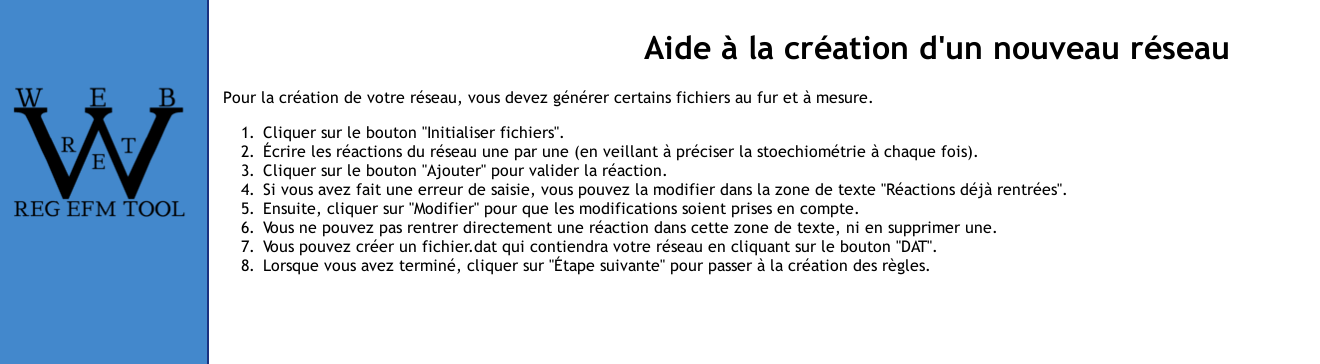 Aide à la création d'un nouveau réseau
W E B
R E T
REG EFM TOOL
Pour la création de votre réseau, vous devez générer certains fichiers au fur et à mesure.
1. Cliquer sur le bouton "Initialiser fichiers".
2. Écrire les réactions du réseau une par une (en veillant à préciser la stoechiométrie à chaque fois).
3. Cliquer sur le bouton "Ajouter" pour valider la réaction.
4. Si vous avez fait une erreur de saisie, vous pouvez la modifier dans la zone de texte "Réactions déjà rentrées".
5. Ensuite, cliquer sur "Modifier" pour que les modifications soient prises en compte.
6. Vous ne pouvez pas rentrer directement une réaction dans cette zone de texte, ni en supprimer une.
7. Vous pouvez créer un fichier.dat qui contiendra votre réseau en cliquant sur le bouton "DAT".
8. Lorsque vous avez terminé, cliquer sur "Étape suivante" pour passer à la création des règles.